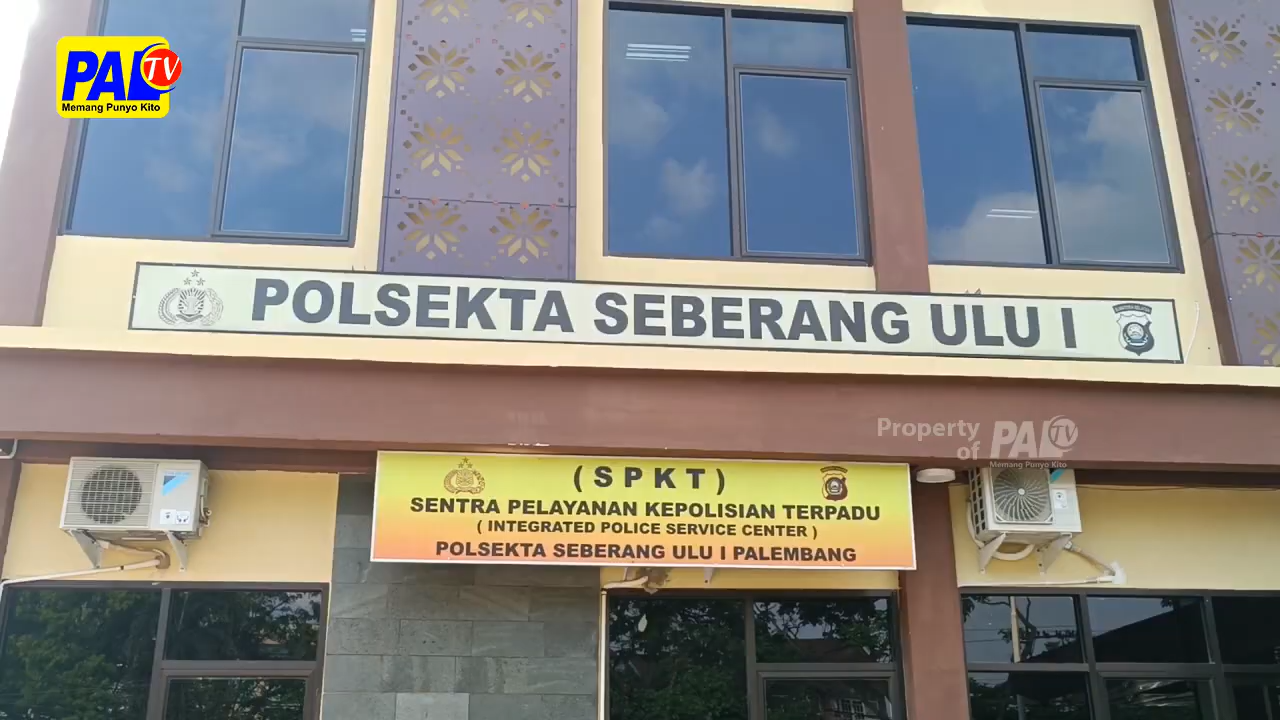 PAL TV
Memang Punyo Kito
POLSEKTA SEBERANG ULU I
Property of PAL TV
Memang Punyo Kito
(SPKT)
SENTRA PELAYANAN KEPOLISIAN TERPADU
( INTEGRATED POLICE SERVICE CENTER )
POLSEKTA SEBERANG ULU I PALEMBANG